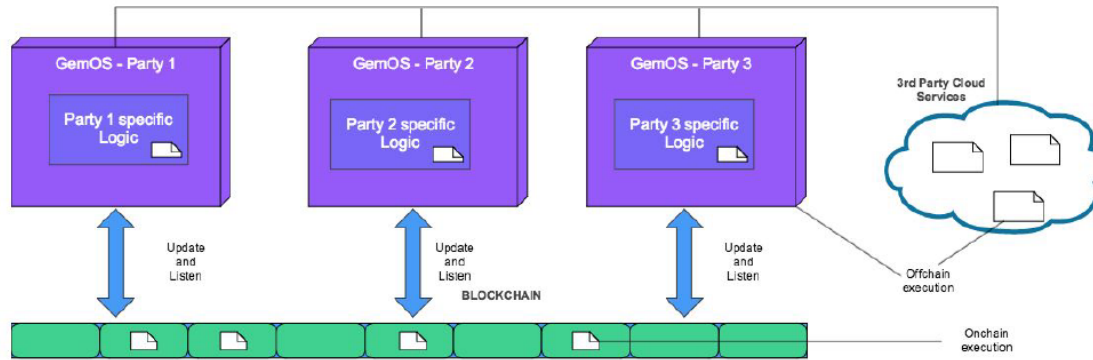 GemOS - Party 1
GemOS - Party 2
GemOS - Party 3
3rd Party Cloud
Services
Party 1 specific
Logic
Party 2 specific
Logic
Party 3 specific
Logic
Update
and
Listen
Update
and
Listen
Update
and
Listen
Offchain
execution
BLOCKCHAIN
Onchain
execution